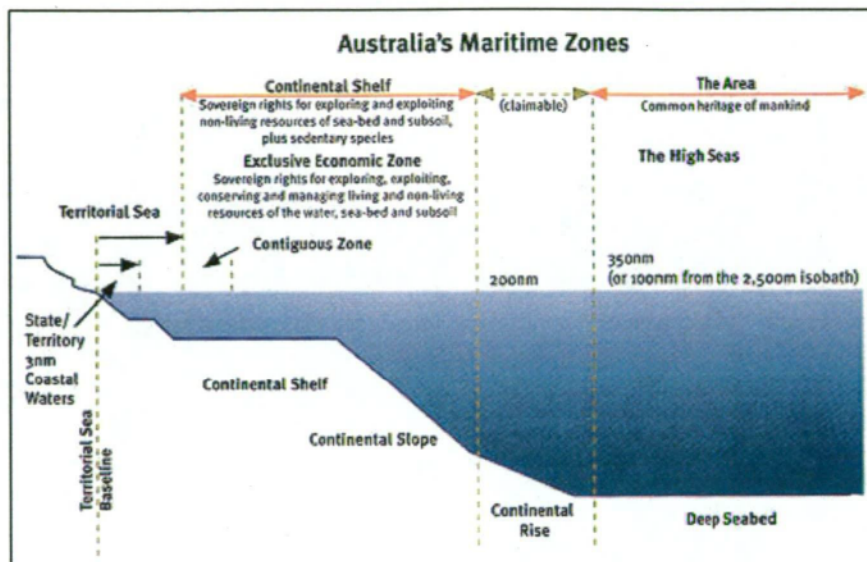 Australia's Maritime Zones
Continental Shelf
Sovereign rights for exploring and exploiting
non-living resources of sea-bed and subsoil,
plus sedentary species
(claimable)
The Area
Common heritage of mankind
Exclusive Economic Zone
Sovereign rights for exploring, exploiting,
conserving and managing living and non-living
resources of the water, sea-bed and subsoil
The High Seas
Territorial Sea
Contiguous Zone
200nm
350nm
(or 100nm from the 2,500m isobath)
State/
Territory
3nm
Coastal
Waters
Territorial Sea
Baseline
Continental Shelf
Continental Slope
Continental
Rise
Deep Seabed